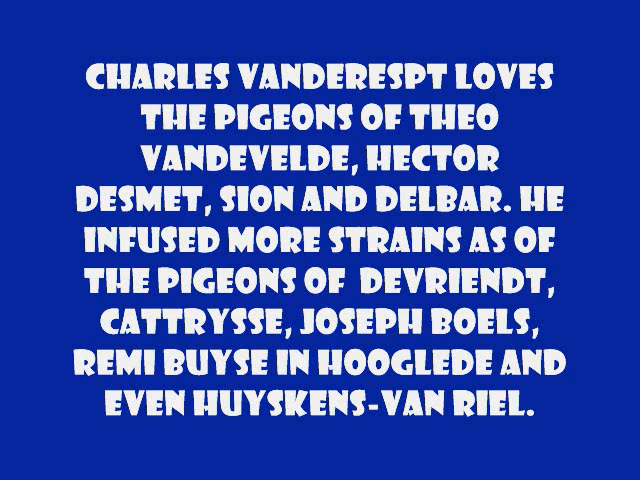 CHARLES VANDERESPT LOVES
THE PIGEONS OF THEO
VANDEVELDE, HECTOR
DESMET, SION AND DELBAR. HE
INFUSED MORE STRAINS AS OF
THE PIGEONS OF DEVRIENDT,
CATTRYSSE, JOSEPH BOELS,
REMI BUYSE IN HOOGLEDE AND
EVEN HUYSKENS-VAN RIEL.